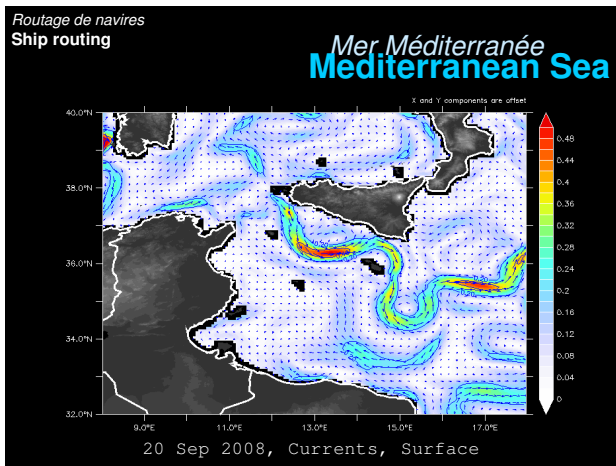 Routage de navires
Ship routing
Mer Méditerranée
Mediterranean Sea
X and Y components are offset
40.0°N
38.0°N
36.0°N
34.0°N
32.0°N
9.0°E
11.0°E
13.0°E
15.0°E
17.0°E
0.48
0.44
0.40
0.36
0.32
0.28
0.24
0.20
0.16
0.12
0.08
0.04
0
20 Sep 2008, Currents, Surface